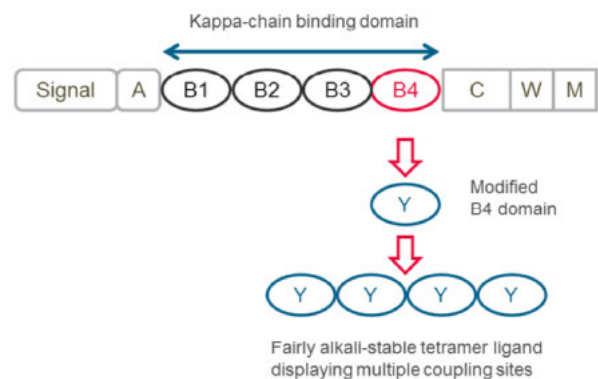 Kappa-chain binding domain
Signal A B1 B2 B3 B4 C W M
Y
Modified
B4 domain
Y Y Y Y
Fairly alkali-stable tetramer ligand
displaying multiple coupling sites